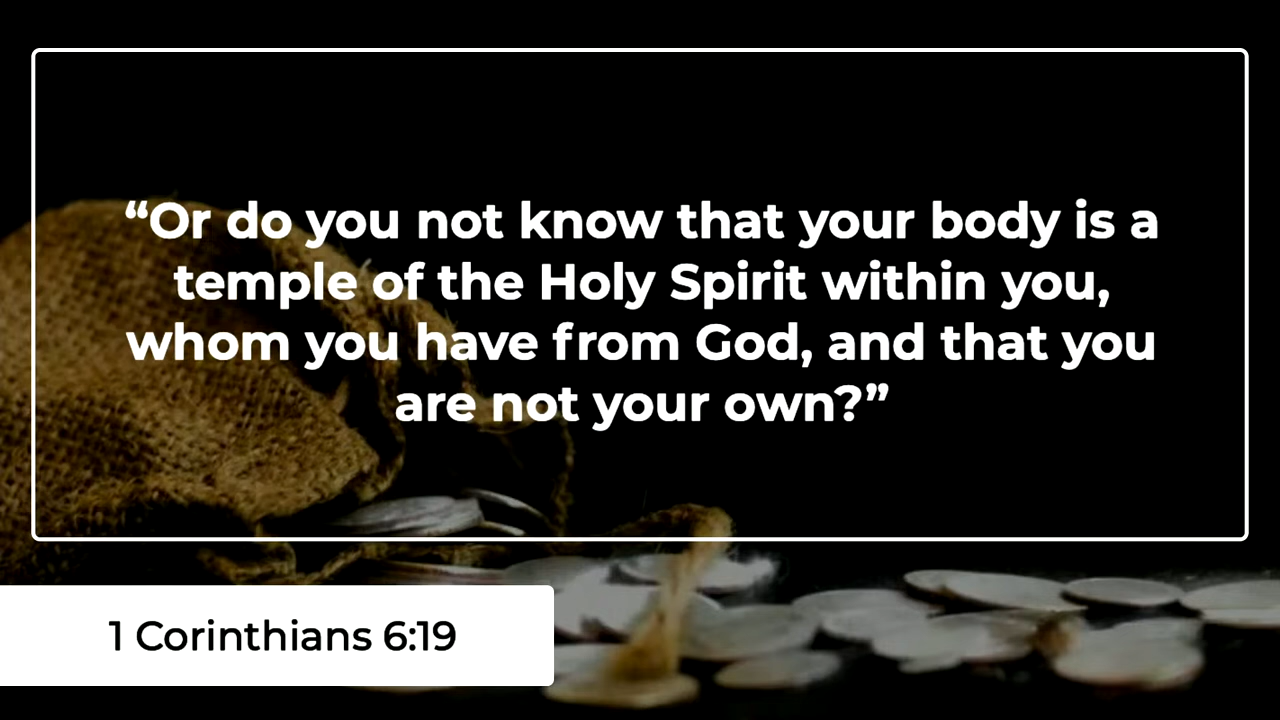 “Or do you not know that your body is a
temple of the Holy Spirit within you,
whom you have from God, and that you
are not your own?”
1 Corinthians 6:19